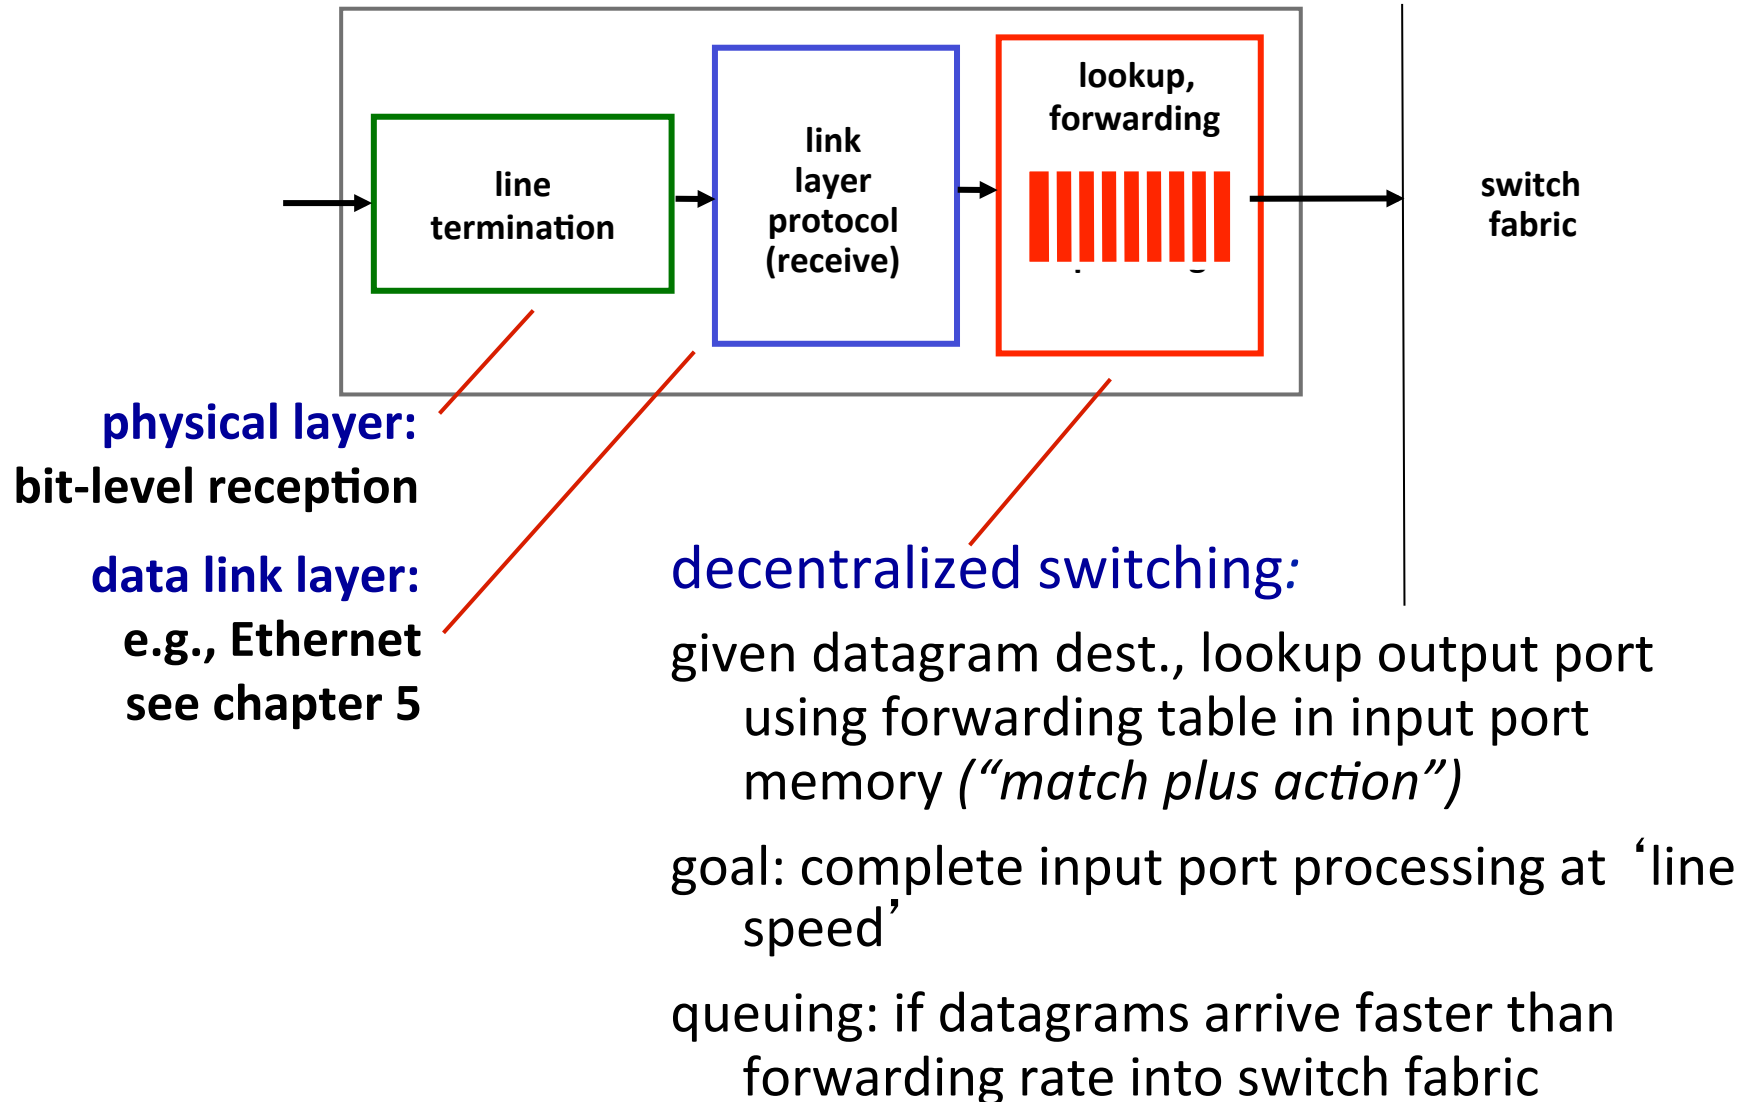 lookup,
forwarding
link
layer
protocol
(receive)
line
termination
switch
fabric
physical layer:
bit-level reception
data link layer:
e.g., Ethernet
see chapter 5
decentralized switching:
given datagram dest., lookup output port
using forwarding table in input port
memory (“match plus action”)
goal: complete input port processing at ‘line
speed’
queuing: if datagrams arrive faster than
forwarding rate into switch fabric